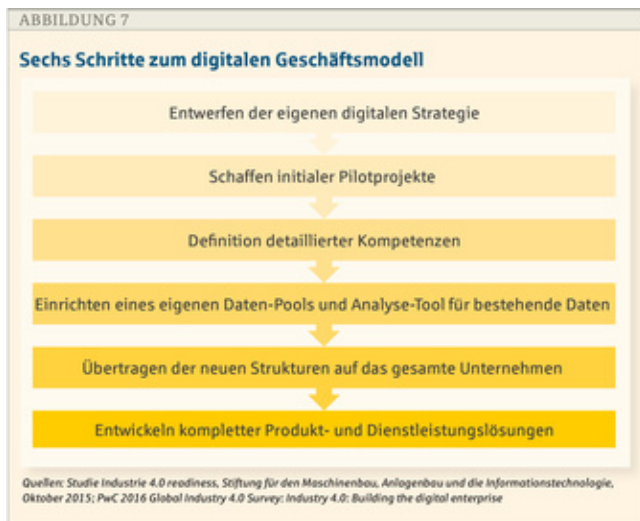 ABBILDUNG 7
Sechs Schritte zum digitalen Geschäftsmodell
Entwerfen der eigenen digitalen Strategie
Schaffen initialer Pilotprojekte
Definition detaillierter Kompetenzen
Einrichten eines eigenen Daten-Pools und Analyse-Tool für bestehende Daten
Übertragen der neuen Strukturen auf das gesamte Unternehmen
Entwickeln kompletter Produkt- und Dienstleistungslösungen
Quellen: Studie Industrie 4.0 readiness, Stiftung für den Maschinenbau, Anlagenbau und die Informationstechnologie,
Oktober 2015; PwC 2016 Global Industry 4.0 Survey: Industry 4.0: Building the digital enterprise